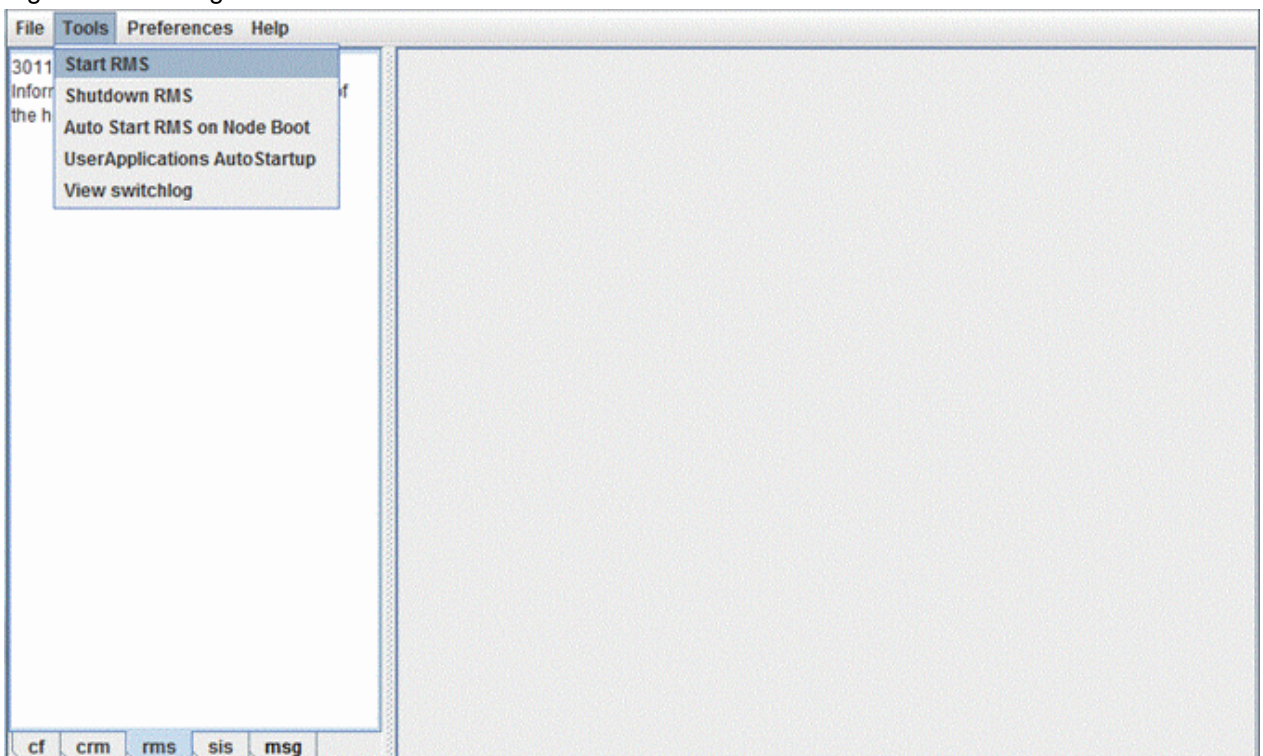 File Tools Preferences Help
3011
Start RMS
Shutdown RMS
of
the h
Auto Start RMS on Node Boot
UserApplications AutoStartup
View switchlog
cf crm rms sis msg